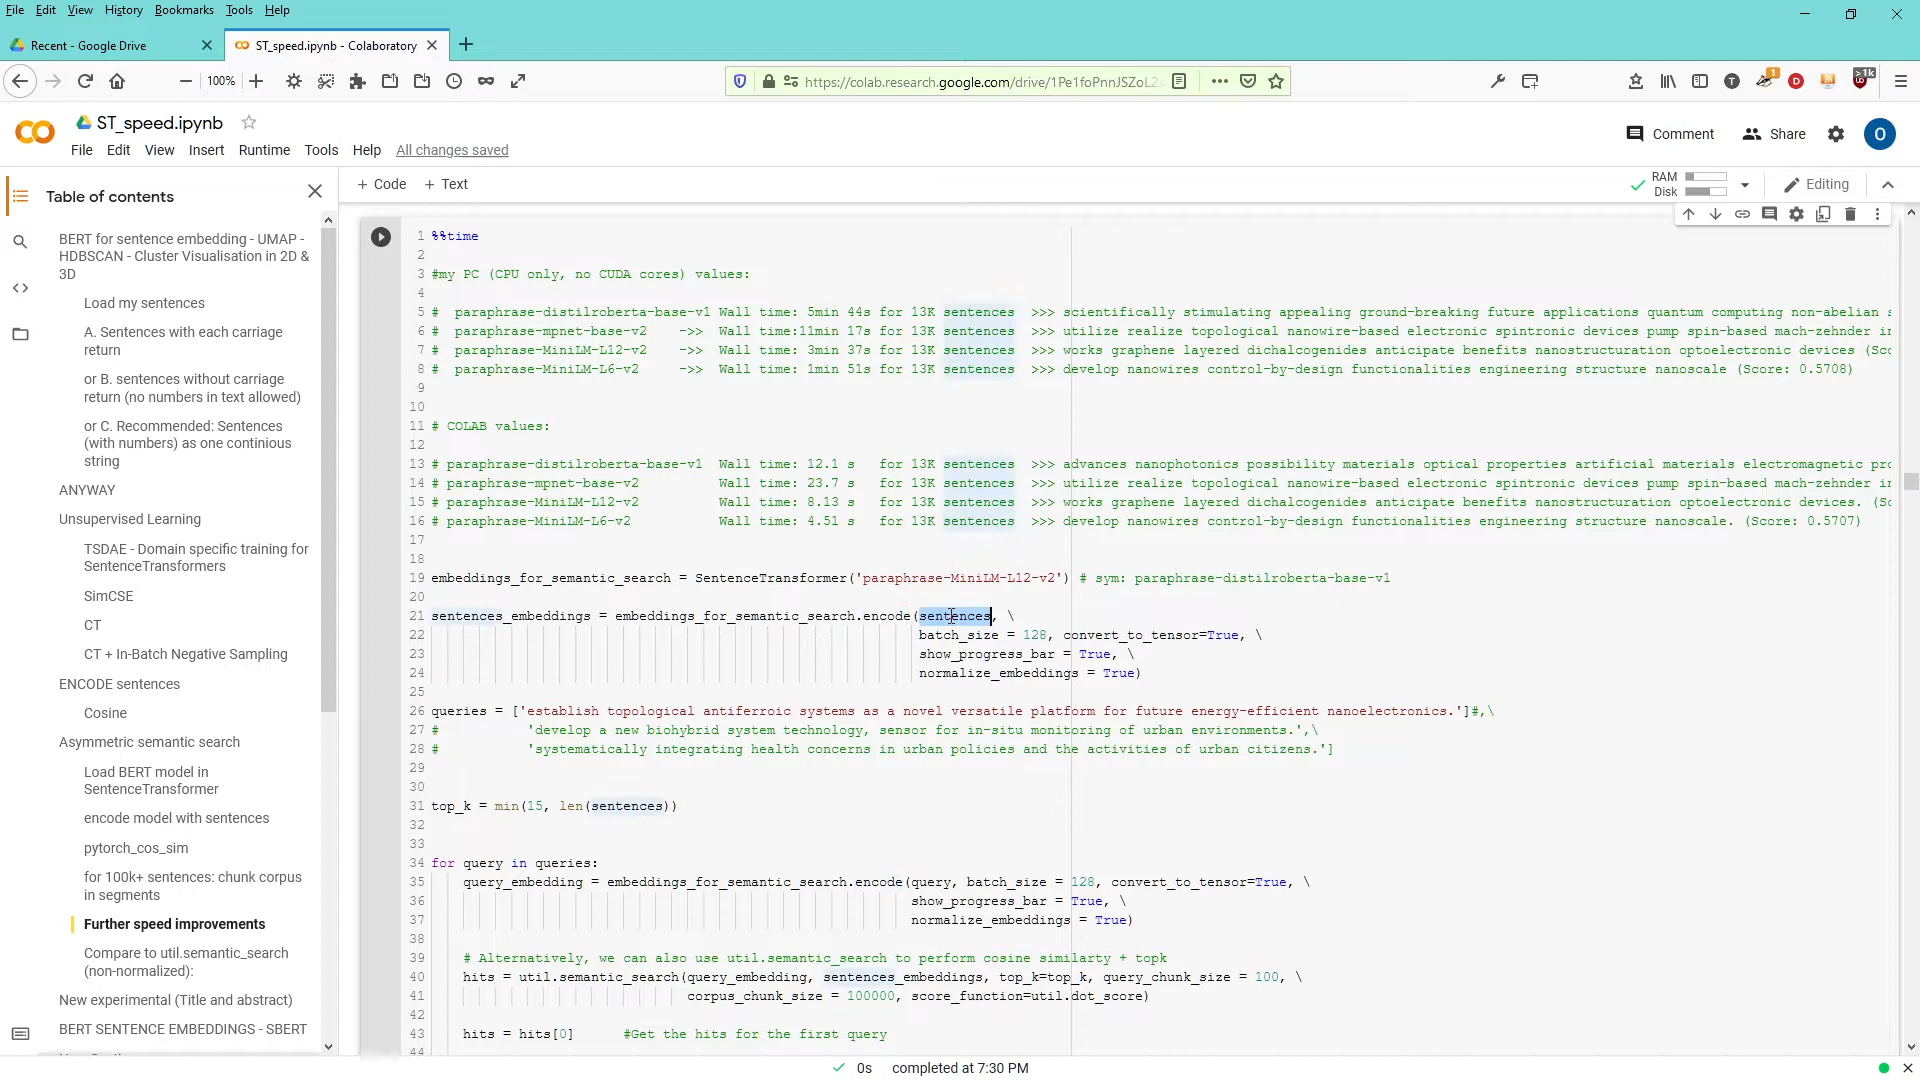 File Edit View History Bookmarks Tools Help
Recent - Google Drive
ST_speed.ipynb - Colaboratory
100%
https://colab.research.google.com/drive/1Pe1foPnnJSZoL2
1
>1k
ST_speed.ipynb
Comment
Share
O
File Edit View Insert Runtime Tools Help All changes saved
Table of contents
+ Code + Text
RAM
Disk
Editing
BERT for sentence embedding - UMAP -
HDBSCAN - Cluster Visualisation in 2D &
3D
Load my sentences
A. Sentences with each carriage
return
or B. sentences without carriage
return (no numbers in text allowed)
or C. Recommended: Sentences
(with numbers) as one continious
string
ANYWAY
Unsupervised Learning
TSDAE - Domain specific training for
SentenceTransformers
SimCSE
CT
CT + In-Batch Negative Sampling
ENCODE sentences
Cosine
Asymmetric semantic search
Load BERT model in
SentenceTransformer
encode model with sentences
pytorch_cos_sim
for 100k+ sentences: chunk corpus
in segments
Further speed improvements
Compare to util.semantic_search
(non-normalized):
New experimental (Title and abstract)
BERT SENTENCE EMBEDDINGS - SBERT
1 %%time
2
3 #my PC (CPU only, no CUDA cores) values:
4
5 #  paraphrase-distilroberta-base-v1 Wall time: 5min 44s for 13K sentences  >>> scientifically stimulating appealing ground-breaking future applications quantum computing non-abelian s
6 #  paraphrase-mpnet-base-v2    ->>  Wall time:11min 17s for 13K sentences  >>> utilize realize topological nanowire-based electronic spintronic devices pump spin-based mach-zehnder in
7 #  paraphrase-MiniLM-L12-v2    ->>  Wall time: 3min 37s for 13K sentences  >>> works graphene layered dichalcogenides anticipate benefits nanostructuration optoelectronic devices (Sco
8 #  paraphrase-MiniLM-L6-v2     ->>  Wall time: 1min 51s for 13K sentences  >>> develop nanowires control-by-design functionalities engineering structure nanoscale (Score: 0.5708)
9
10
11 # COLAB values:
12
13 # paraphrase-distilroberta-base-v1  Wall time: 12.1 s   for 13K sentences  >>> advances nanophotonics possibility materials optical properties artificial materials electromagnetic pro
14 # paraphrase-mpnet-base-v2          Wall time: 23.7 s   for 13K sentences  >>> utilize realize topological nanowire-based electronic spintronic devices pump spin-based mach-zehnder in
15 # paraphrase-MiniLM-L12-v2          Wall time: 8.13 s   for 13K sentences  >>> works graphene layered dichalcogenides anticipate benefits nanostructuration optoelectronic devices. (Sc
16 # paraphrase-MiniLM-L6-v2           Wall time: 4.51 s   for 13K sentences  >>> develop nanowires control-by-design functionalities engineering structure nanoscale. (Score: 0.5707)
17
18
19 embeddings_for_semantic_search = SentenceTransformer('paraphrase-MiniLM-L12-v2') # sym: paraphrase-distilroberta-base-v1
20
21 sentences_embeddings = embeddings_for_semantic_search.encode(sentences, \
22 batch_size = 128, convert_to_tensor=True, \
23 show_progress_bar = True, \
24 normalize_embeddings = True)
25
26 queries = ['establish topological antiferroic systems as a novel versatile platform for future energy-efficient nanoelectronics.']#,\
27 #           'develop a new biohybrid system technology, sensor for in-situ monitoring of urban environments.',\
28 #           'systematically integrating health concerns in urban policies and the activities of urban citizens.']
29
30
31 top_k = min(15, len(sentences))
32
33
34 for query in queries:
35 query_embedding = embeddings_for_semantic_search.encode(query, batch_size = 128, convert_to_tensor=True, \
36 show_progress_bar = True, \
37 normalize_embeddings = True)
38
39 # Alternatively, we can also use util.semantic_search to perform cosine similarty + topk
40 hits = util.semantic_search(query_embedding, sentences_embeddings, top_k=top_k, query_chunk_size = 100, \
41 corpus_chunk_size = 100000, score_function=util.dot_score)
42
43 hits = hits[0]      #Get the hits for the first query
44
0s completed at 7:30 PM